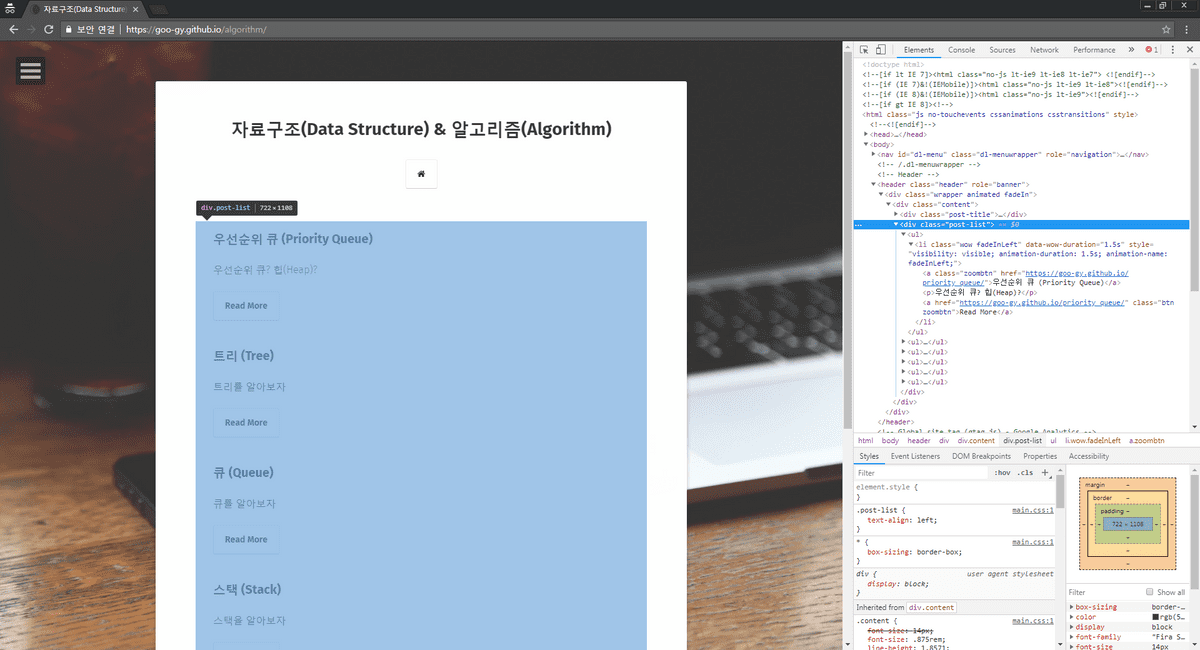 자료구조(Data Structure)
보안 연결 | https://goo-gy.github.io/algorithm/
자료구조(Data Structure) & 알고리즘(Algorithm)
div.post-list | 722 × 1108
우선순위 큐 (Priority Queue)
우선순위 큐? 힙(Heap)?
Read More
트리 (Tree)
트리를 알아보자
Read More
큐 (Queue)
큐를 알아보자
Read More
스택 (Stack)
스택을 알아보자
Elements Console Sources Network Performance » 1
<!doctype html>
<!--[if lt IE 7]><html class="no-js lt-ie9 lt-ie8 lt-ie7"> <![endif]-->
<!--[if (IE 7)&!(IEMobile)]><html class="no-js lt-ie9 lt-ie8"><![endif]-->
<!--[if (IE 8)&!(IEMobile)]><html class="no-js lt-ie9"><![endif]-->
<!--[if gt IE 8]><!-->
<html class="js no-touchevents cssanimations csstransitions" style>
<!--<![endif]-->
<head>…</head>
<body>
<nav id="dl-menu" class="dl-menuwrapper" role="navigation">…</nav>
<!-- /.dl-menuwrapper -->
<!-- Header -->
<header class="header" role="banner">
<div class="wrapper animated fadeIn">
<div class="content">
<div class="post-title">…</div>
… <div class="post-list"> == $0
<ul>
<li class="wow fadeInLeft" data-wow-duration="1.5s" style=
"visibility: visible; animation-duration: 1.5s; animation-name:
fadeInLeft;">
<a class="zoombtn" href="https://goo-gy.github.io/
priority_queue/">우선순위 큐 (Priority Queue)</a>
<p>우선순위 큐? 힙(Heap)?</p>
<a href="https://goo-gy.github.io/priority_queue/" class="btn
zoombtn">Read More</a>
</li>
</ul>
<ul>…</ul>
<ul>…</ul>
<ul>…</ul>
<ul>…</ul>
<ul>…</ul>
</div>
</div>
</div>
</header>
<!-- Global site tag (gtag.js) - Google Analytics -->
html body header div div.content div.post-list ul li.wow.fadeInLeft a.zoombtn
Styles Event Listeners DOM Breakpoints Properties Accessibility
Filter :hov .cls +
element.style {
}
.post-list { main.css:1
text-align: left;
}
* { main.css:1
box-sizing: border-box;
}
div { user agent stylesheet
display: block;
}
Inherited from div.content
.content { main.css:1
font-size: 14px;
font-size: .875rem;
line-height: 1.8571;
margin -
border -
padding -
722 × 1108
Filter Show all
box-sizing border-…
color rgb(5…
display block
font-family "Fira S…
font-size 14px